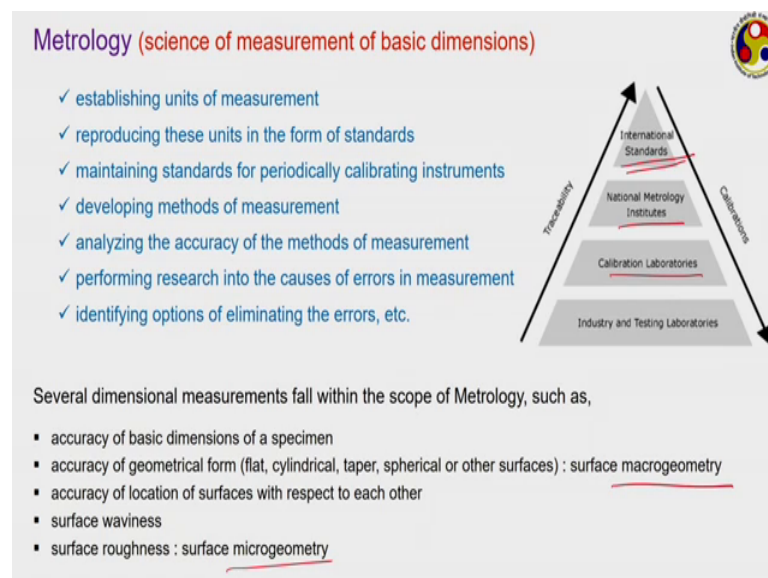 Metrology (science of measurement of basic dimensions)
✓ establishing units of measurement
✓ reproducing these units in the form of standards
✓ maintaining standards for periodically calibrating instruments
✓ developing methods of measurement
✓ analyzing the accuracy of the methods of measurement
✓ performing research into the causes of errors in measurement
✓ identifying options of eliminating the errors, etc.
Traceability
International
Standards
National Metrology
Institutes
Calibration Laboratories
Industry and Testing Laboratories
Calibrations
Several dimensional measurements fall within the scope of Metrology, such as,
▪ accuracy of basic dimensions of a specimen
▪ accuracy of geometrical form (flat, cylindrical, taper, spherical or other surfaces) : surface macrogeometry
▪ accuracy of location of surfaces with respect to each other
▪ surface waviness
▪ surface roughness : surface microgeometry